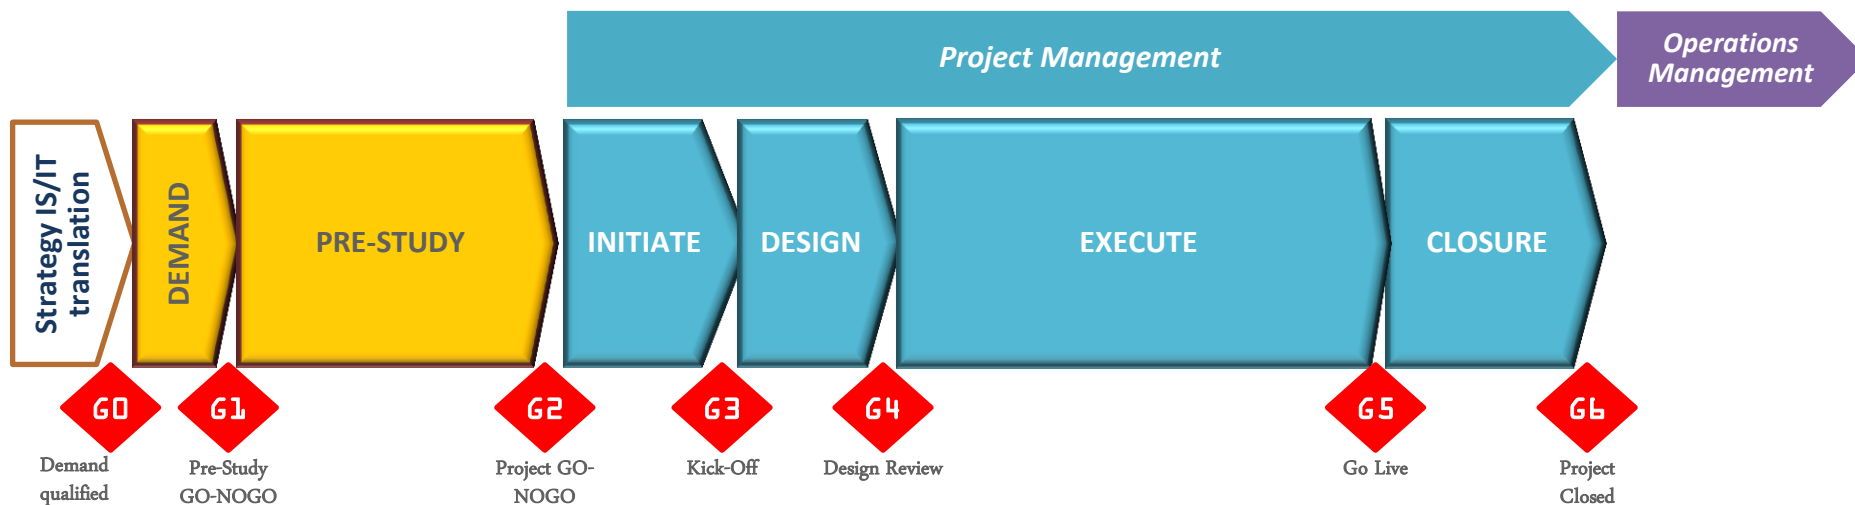 Project Management
Operations
Management
Strategy IS/IT
translation
DEMAND
PRE-STUDY
INITIATE
DESIGN
EXECUTE
CLOSURE
G0
G1
G2
G3
G4
G5
G6
Demand
qualified
Pre-Study
GO-NOGO
Project GO-
NOGO
Kick-Off
Design Review
Go Live
Project
Closed